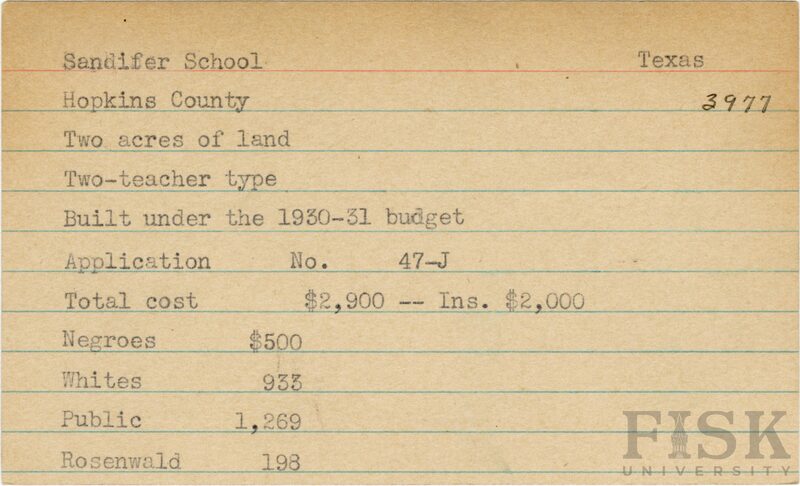 Sandifer School Texas
Hopkins County 3977
Two acres of land
Two-teacher type
Built under the 1930-31 budget
Application No. 47-J
Total cost $2,900 -- Ins. $2,000
Negroes $500
Whites 933
Public 1,269
Rosenwald 198
FISK
UNIVERSITY